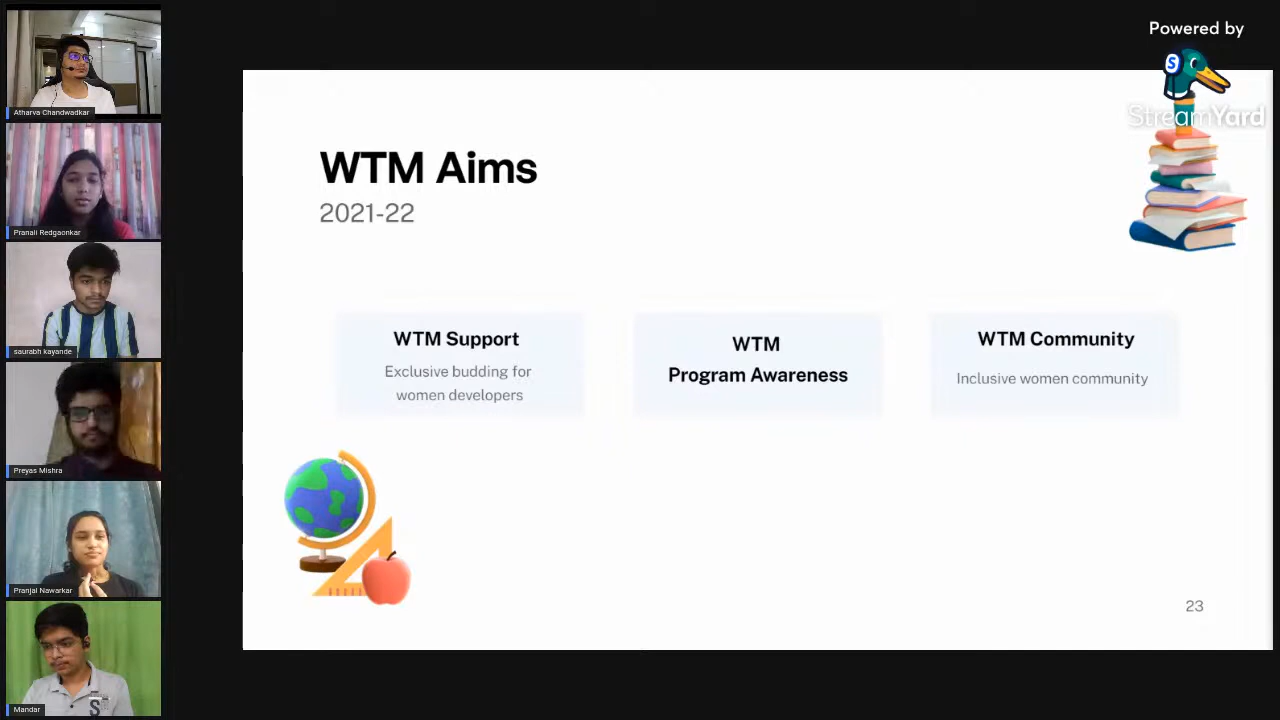 Powered by
StreamYard
S
WTM Aims
2021-22
WTM Support
Exclusive budding for
women developers
WTM
Program Awareness
WTM Community
Inclusive women community
23
Atharva Chandwadkar
Pranali Redgaonkar
saurabh kayande
Preyas Mishra
Pranjal Nawarkar
Mandar
S